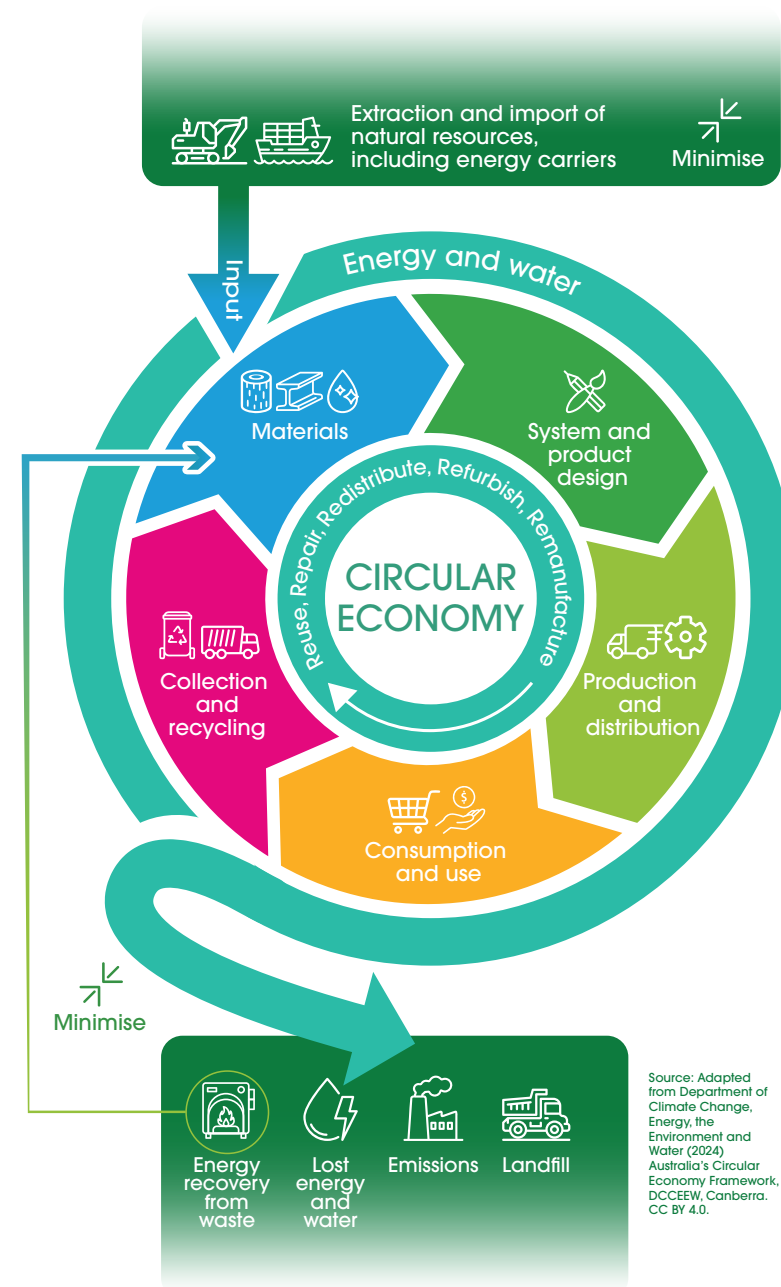 Extraction and import of
natural resources,
including energy carriers
Minimise
Input
Energy and water
Materials
System and
product
design
Reuse, Repair, Redistribute, Refurbish, Remanufacture
CIRCULAR
ECONOMY
Collection
and
recycling
Production
and
distribution
$
Consumption
and use
Minimise
Energy
recovery
from
waste
Lost
energy
and
water
Emissions
Landfill
Source: Adapted
from Department of
Climate Change,
Energy, the
Environment and
Water (2024)
Australia's Circular
Economy Framework,
DCCEEW, Canberra.
CC BY 4.0.